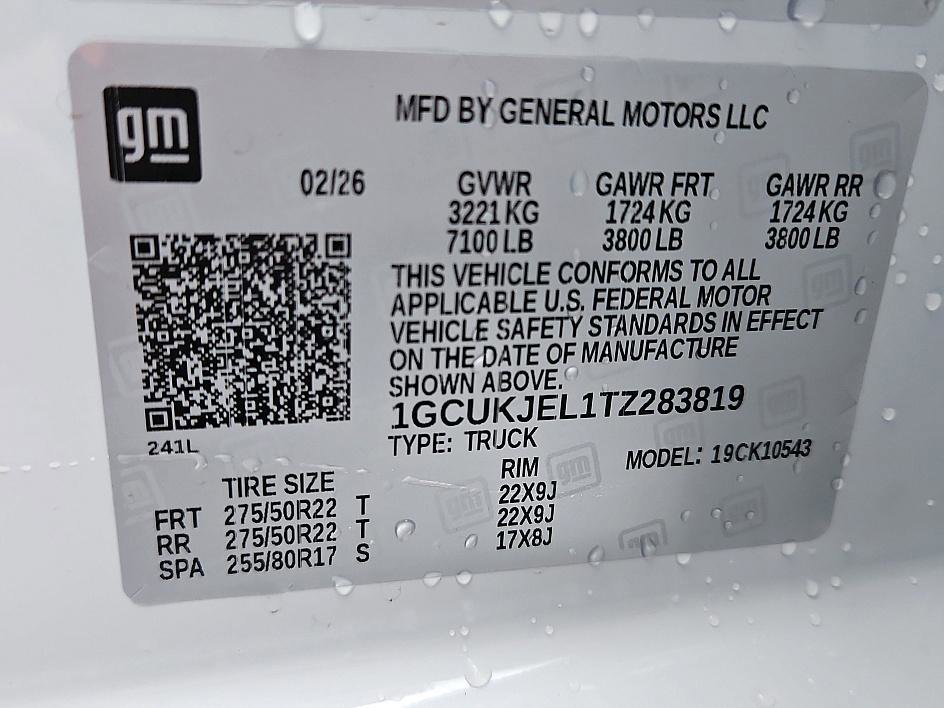 gm
MFD BY GENERAL MOTORS LLC
02/26 GVWR GAWR FRT GAWR RR
3221 KG 1724 KG 1724 KG
7100 LB 3800 LB 3800 LB
THIS VEHICLE CONFORMS TO ALL
APPLICABLE U.S. FEDERAL MOTOR
VEHICLE SAFETY STANDARDS IN EFFECT
ON THE DATE OF MANUFACTURE
SHOWN ABOVE.
1GCUKJEL1TZ283819
241L
TYPE: TRUCK
MODEL: 19CK10543
TIRE SIZE RIM
FRT 275/50R22 T 22X9J
RR 275/50R22 T 22X9J
SPA 255/80R17 S 17X8J